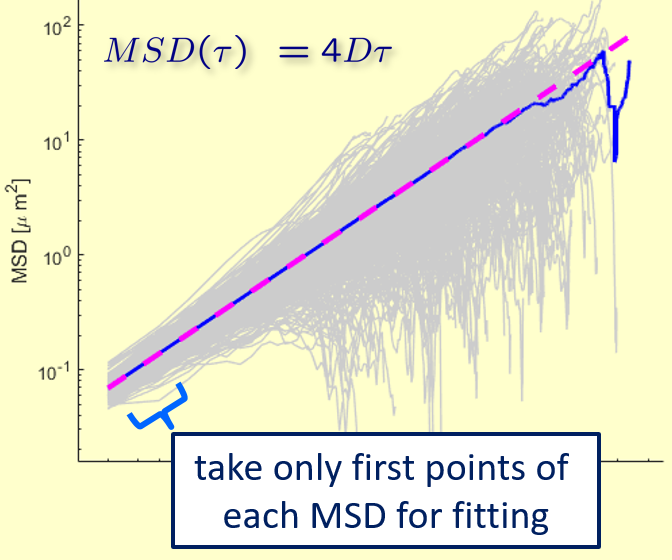 10²
MSD(τ) = 4Dτ
10¹
MSD [μ m²]
10⁰
10⁻¹
take only first points of
each MSD for fitting